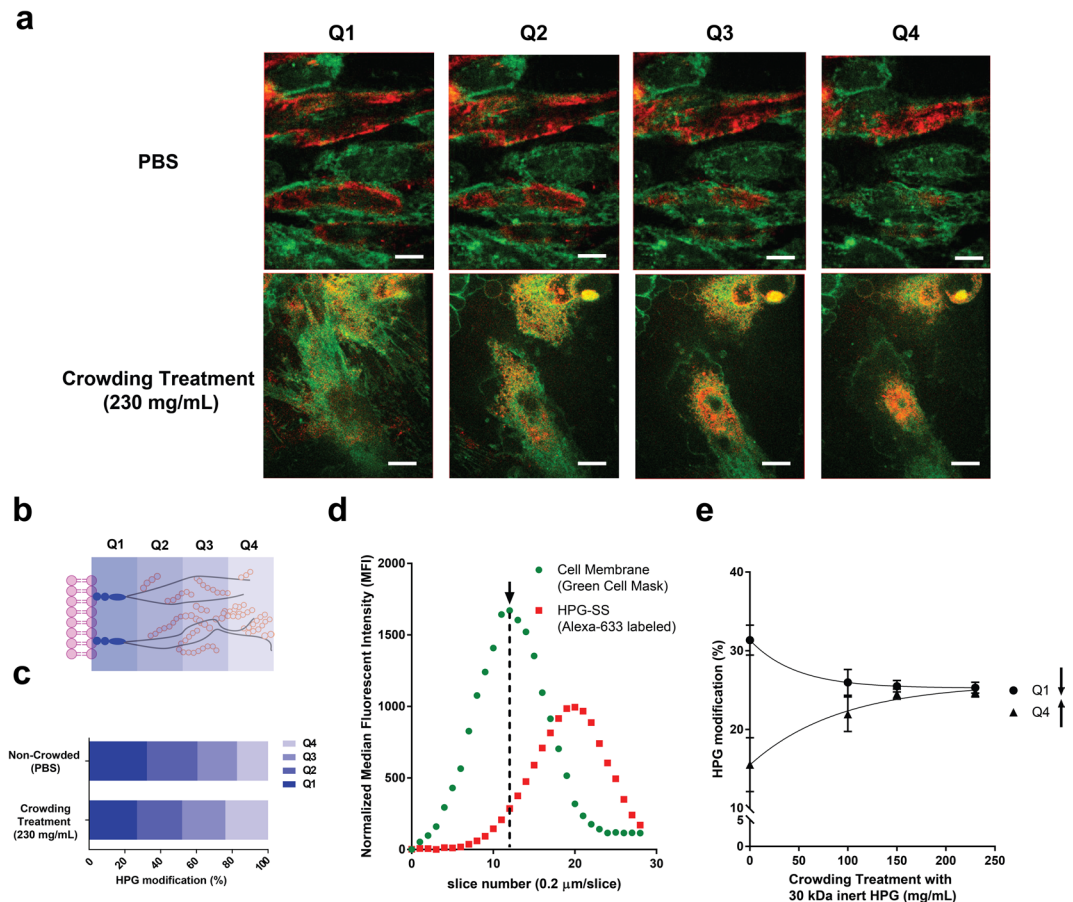 a
Q1 Q2 Q3 Q4
PBS
Crowding Treatment
(230 mg/mL)
b
Q1 Q2 Q3 Q4
c
Non-Crowded
(PBS)
Crowding
Treatment
(230 mg/mL)
Q4
Q3
Q2
Q1
0 20 40 60 80 100
HPG modification (%)
d
Normalized Median Fluorescent Intensity (MFI)
2000
1500
1000
500
0
Cell Membrane
(Green Cell Mask)
HPG-SS
(Alexa-633 labeled)
0 10 20 30
slice number (0.2 μm/slice)
e
HPG modification (%)
40
30
20
10
5
0
Q1
Q4
0 50 100 150 200 250
Crowding Treatment with
30 kDa inert HPG (mg/mL)